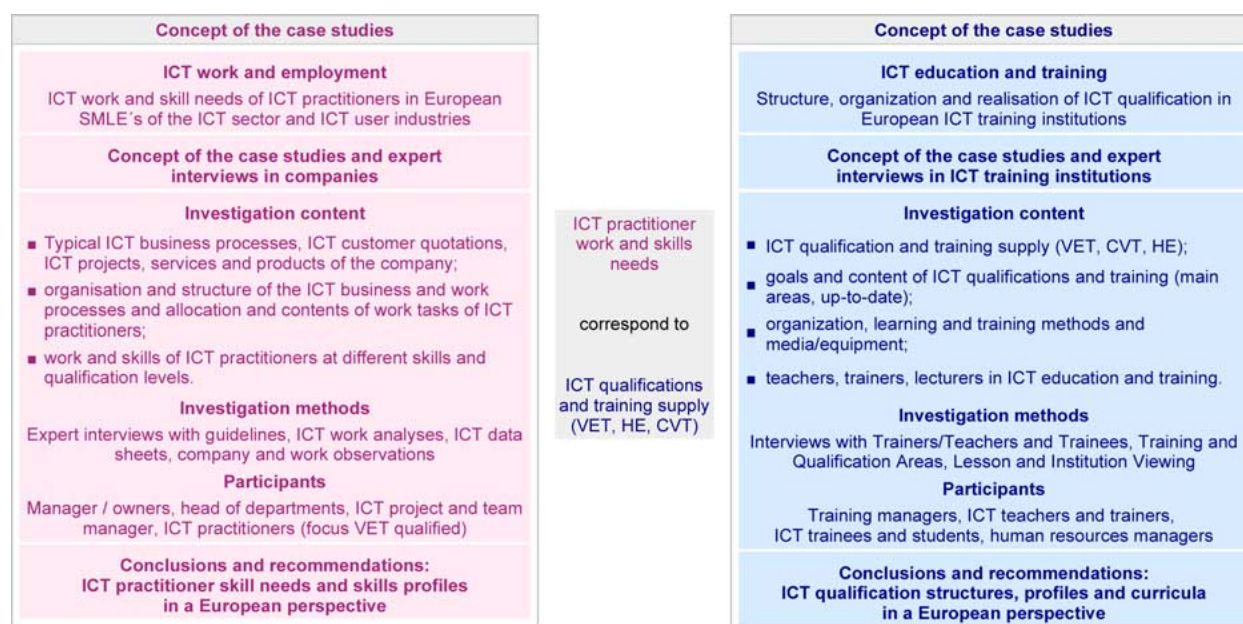 Concept of the case studies
ICT work and employment
ICT work and skill needs of ICT practitioners in European
SMLE´s of the ICT sector and ICT user industries
Concept of the case studies and expert
interviews in companies
Investigation content
■ Typical ICT business processes, ICT customer quotations,
ICT projects, services and products of the company;
■ organisation and structure of the ICT business and work
processes and allocation and contents of work tasks of ICT
practitioners;
■ work and skills of ICT practitioners at different skills and
qualification levels.
Investigation methods
Expert interviews with guidelines, ICT work analyses, ICT data
sheets, company and work observations
Participants
Manager / owners, head of departments, ICT project and team
manager, ICT practitioners (focus VET qualified)
Conclusions and recommendations:
ICT practitioner skill needs and skills profiles
in a European perspective
ICT practitioner
work and skills
needs
correspond to
ICT qualifications
and training supply
(VET, HE, CVT)
Concept of the case studies
ICT education and training
Structure, organization and realisation of ICT qualification in
European ICT training institutions
Concept of the case studies and expert
interviews in ICT training institutions
Investigation content
■ ICT qualification and training supply (VET, CVT, HE);
■ goals and content of ICT qualifications and training (main
areas, up-to-date);
■ organization, learning and training methods and
media/equipment;
■ teachers, trainers, lecturers in ICT education and training.
Investigation methods
Interviews with Trainers/Teachers and Trainees, Training and
Qualification Areas, Lesson and Institution Viewing
Participants
Training managers, ICT teachers and trainers,
ICT trainees and students, human resources managers
Conclusions and recommendations:
ICT qualification structures, profiles and curricula
in a European perspective